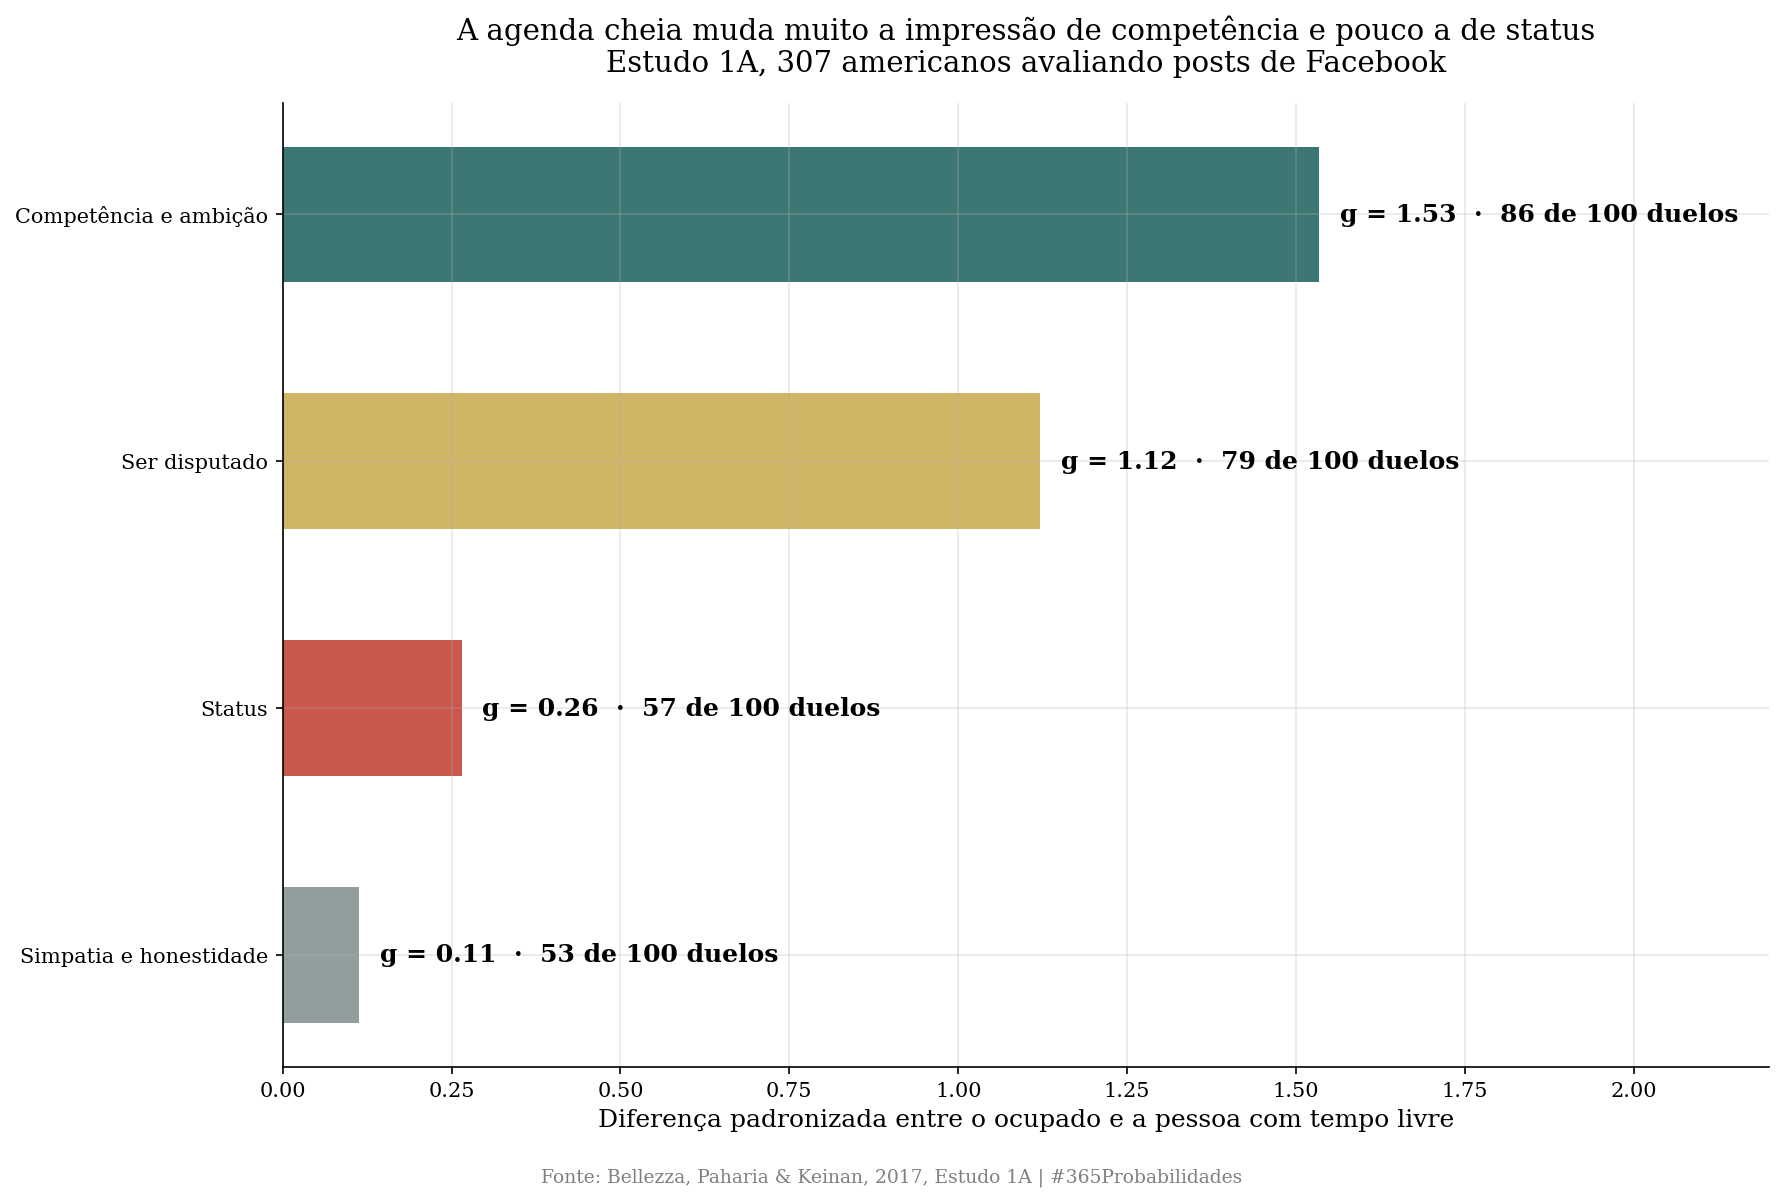 A agenda cheia muda muito a impressão de competência e pouco a de status
Estudo 1A, 307 americanos avaliando posts de Facebook
Competência e ambição
g = 1.53 · 86 de 100 duelos
Ser disputado
g = 1.12 · 79 de 100 duelos
Status
g = 0.26 · 57 de 100 duelos
Simpatia e honestidade
g = 0.11 · 53 de 100 duelos
0.00 0.25 0.50 0.75 1.00 1.25 1.50 1.75 2.00
Diferença padronizada entre o ocupado e a pessoa com tempo livre
Fonte: Bellezza, Paharia & Keinan, 2017, Estudo 1A | #365Probabilidades